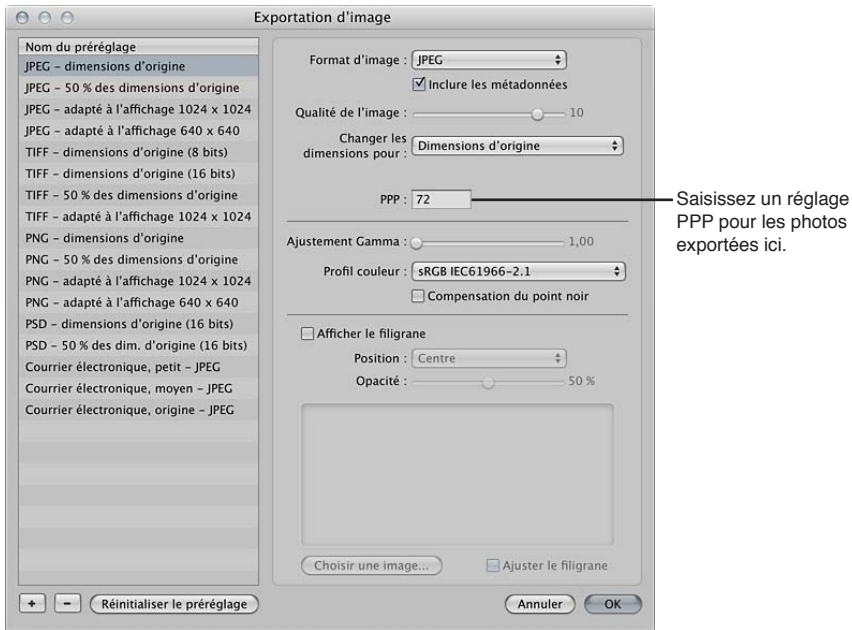 Exportation d'image
Nom du préréglage
JPEG – dimensions d'origine
JPEG – 50 % des dimensions d'origine
JPEG – adapté à l'affichage 1024 x 1024
JPEG – adapté à l'affichage 640 x 640
TIFF – dimensions d'origine (8 bits)
TIFF – dimensions d'origine (16 bits)
TIFF – 50 % des dimensions d'origine
TIFF – adapté à l'affichage 1024 x 1024
PNG – dimensions d'origine
PNG – 50 % des dimensions d'origine
PNG – adapté à l'affichage 1024 x 1024
PNG – adapté à l'affichage 640 x 640
PSD – dimensions d'origine (16 bits)
PSD – 50 % des dim. d'origine (16 bits)
Courrier électronique, petit – JPEG
Courrier électronique, moyen – JPEG
Courrier électronique, origine – JPEG
+ – Réinitialiser le préréglage
Format d'image : JPEG
Inclure les métadonnées
Qualité de l'image : 10
Changer les
dimensions pour : Dimensions d'origine
PPP : 72
Ajustement Gamma : 1,00
Profil couleur : sRGB IEC61966-2.1
Compensation du point noir
Afficher le filigrane
Position : Centre
Opacité : 50 %
Choisir une image... Ajuster le filigrane
Annuler OK
Saisissez un réglage
PPP pour les photos
exportées ici.